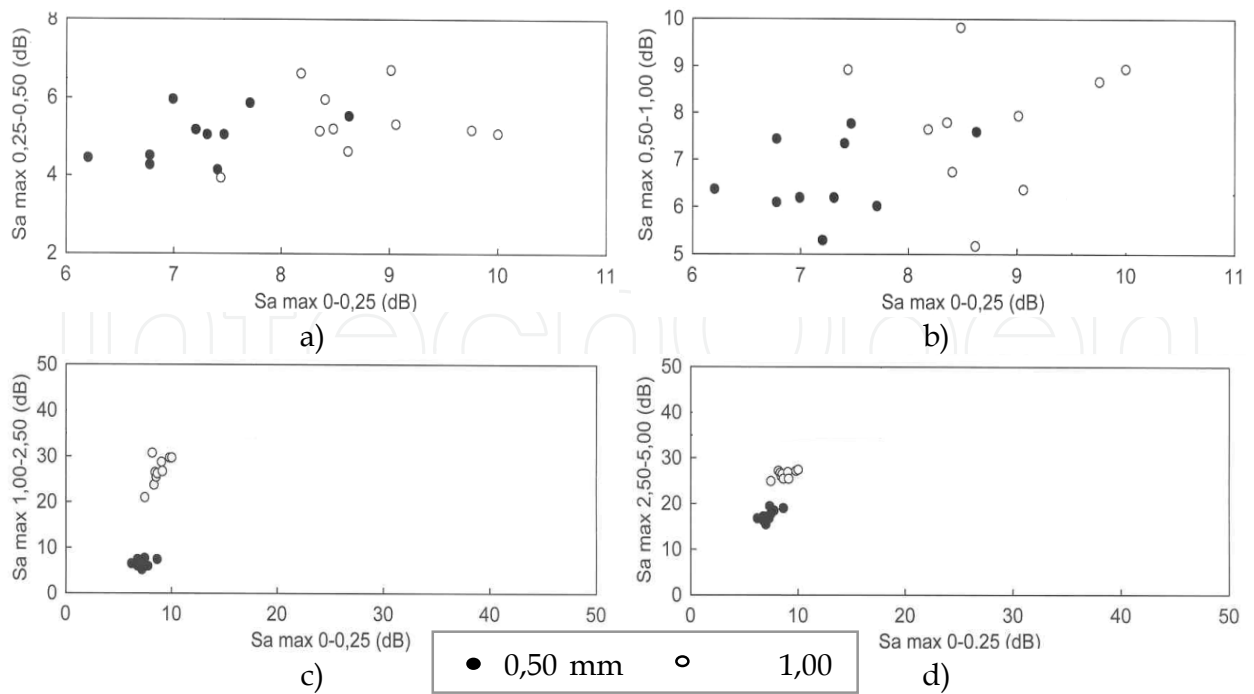 a)
Sa max 0,25-0,50 (dB)
8
6
4
2
6 7 8 9 10 11
Sa max 0-0,25 (dB)
b)
Sa max 0,50-1,00 (dB)
10
9
8
7
6
5
6 7 8 9 10 11
Sa max 0-0,25 (dB)
a)
b)
InTechOpen
Sa max 1,00-2,50 (dB)
50
40
30
20
10
0
0 10 20 30 40 50
Sa max 0-0,25 (dB)
Sa max 2,50-5,00 (dB)
50
40
30
20
10
0
0 10 20 30 40 50
Sa max 0-0.25 (dB)
0,50 mm 1,00
c)
d)